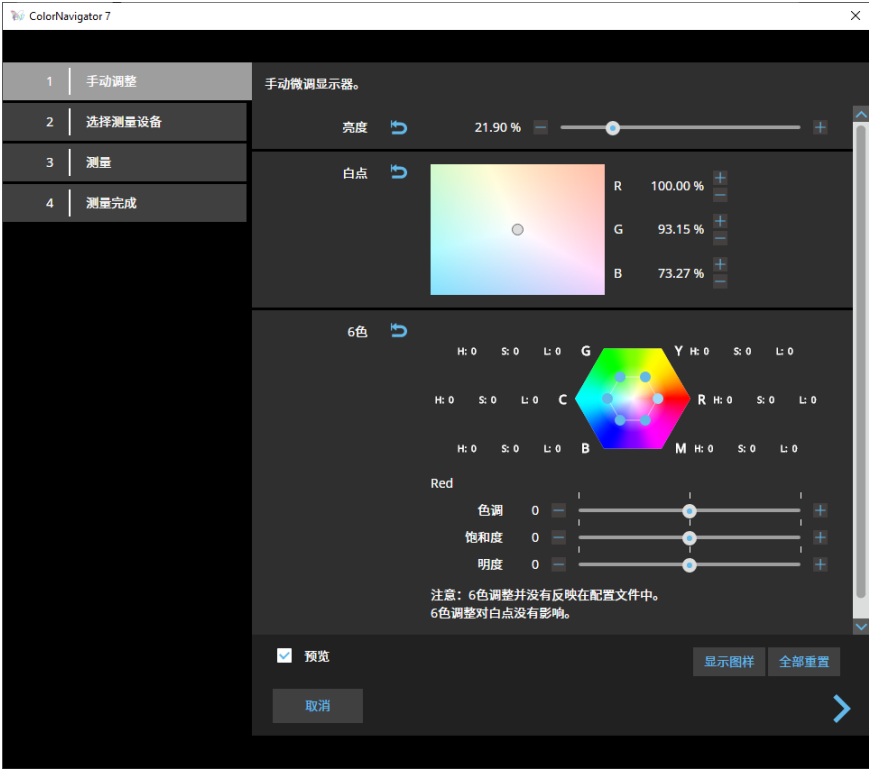 ColorNavigator 7
1 手动调整
2 选择测量设备
3 测量
4 测量完成
手动微调显示器。
亮度 21.90 %
白点
R 100.00 %
G 93.15 %
B 73.27 %
6色
H: 0 S: 0 L: 0 G Y H: 0 S: 0 L: 0
H: 0 S: 0 L: 0 C R H: 0 S: 0 L: 0
H: 0 S: 0 L: 0 B M H: 0 S: 0 L: 0
Red
色调 0
饱和度 0
明度 0
注意：6色调整并没有反映在配置文件中。
6色调整对白点没有影响。
预览
显示图样 全部重置
取消